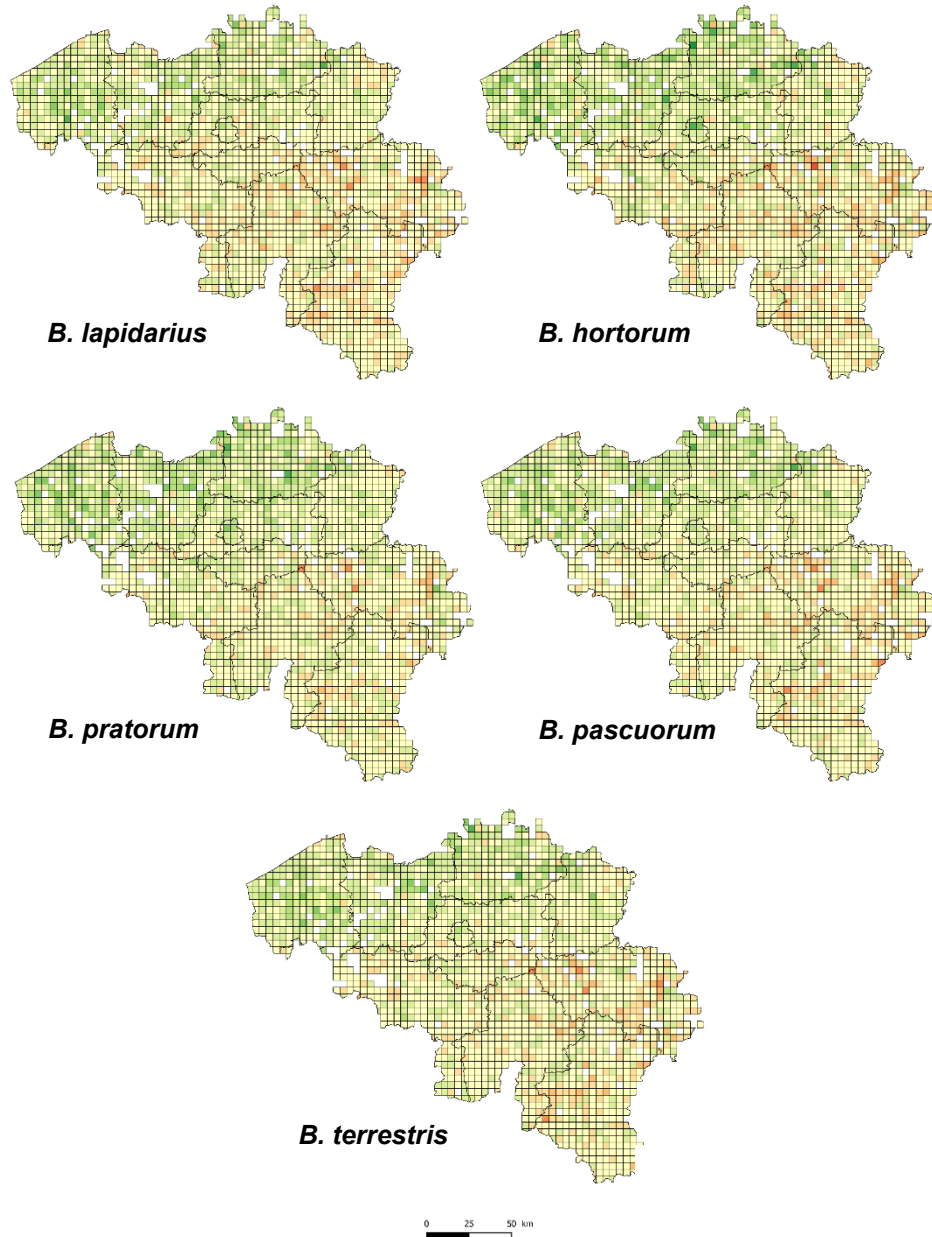 B. lapidarius
B. hortorum
B. pratorum
B. pascuorum
B. terrestris
0 25 50 km